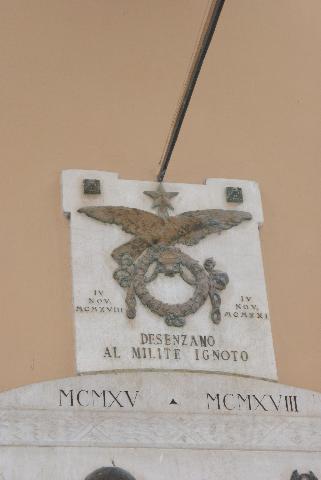 IV
NOV.
MCMXVIII
IV
NOV.
MCMXXI
DESENZANO
AL MILITE IGNOTO
MCMXV ▲ MCMXVIII